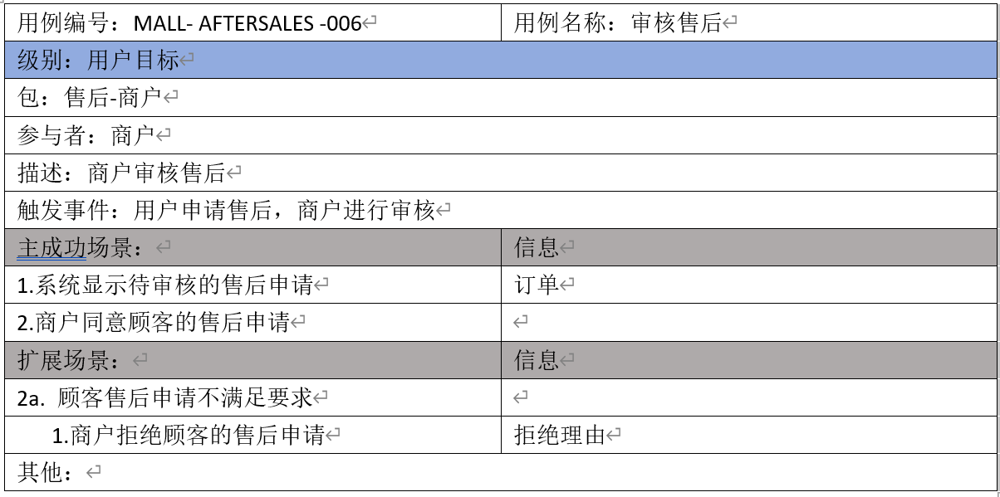 用例编号：MALL- AFTERSALES -006
用例名称：审核售后
级别：用户目标
包：售后-商户
参与者：商户
描述：商户审核售后
触发事件：用户申请售后，商户进行审核
主成功场景：
信息
1.系统显示待审核的售后申请
订单
2.商户同意顾客的售后申请
扩展场景：
信息
2a. 顾客售后申请不满足要求
1.商户拒绝顾客的售后申请
拒绝理由
其他：